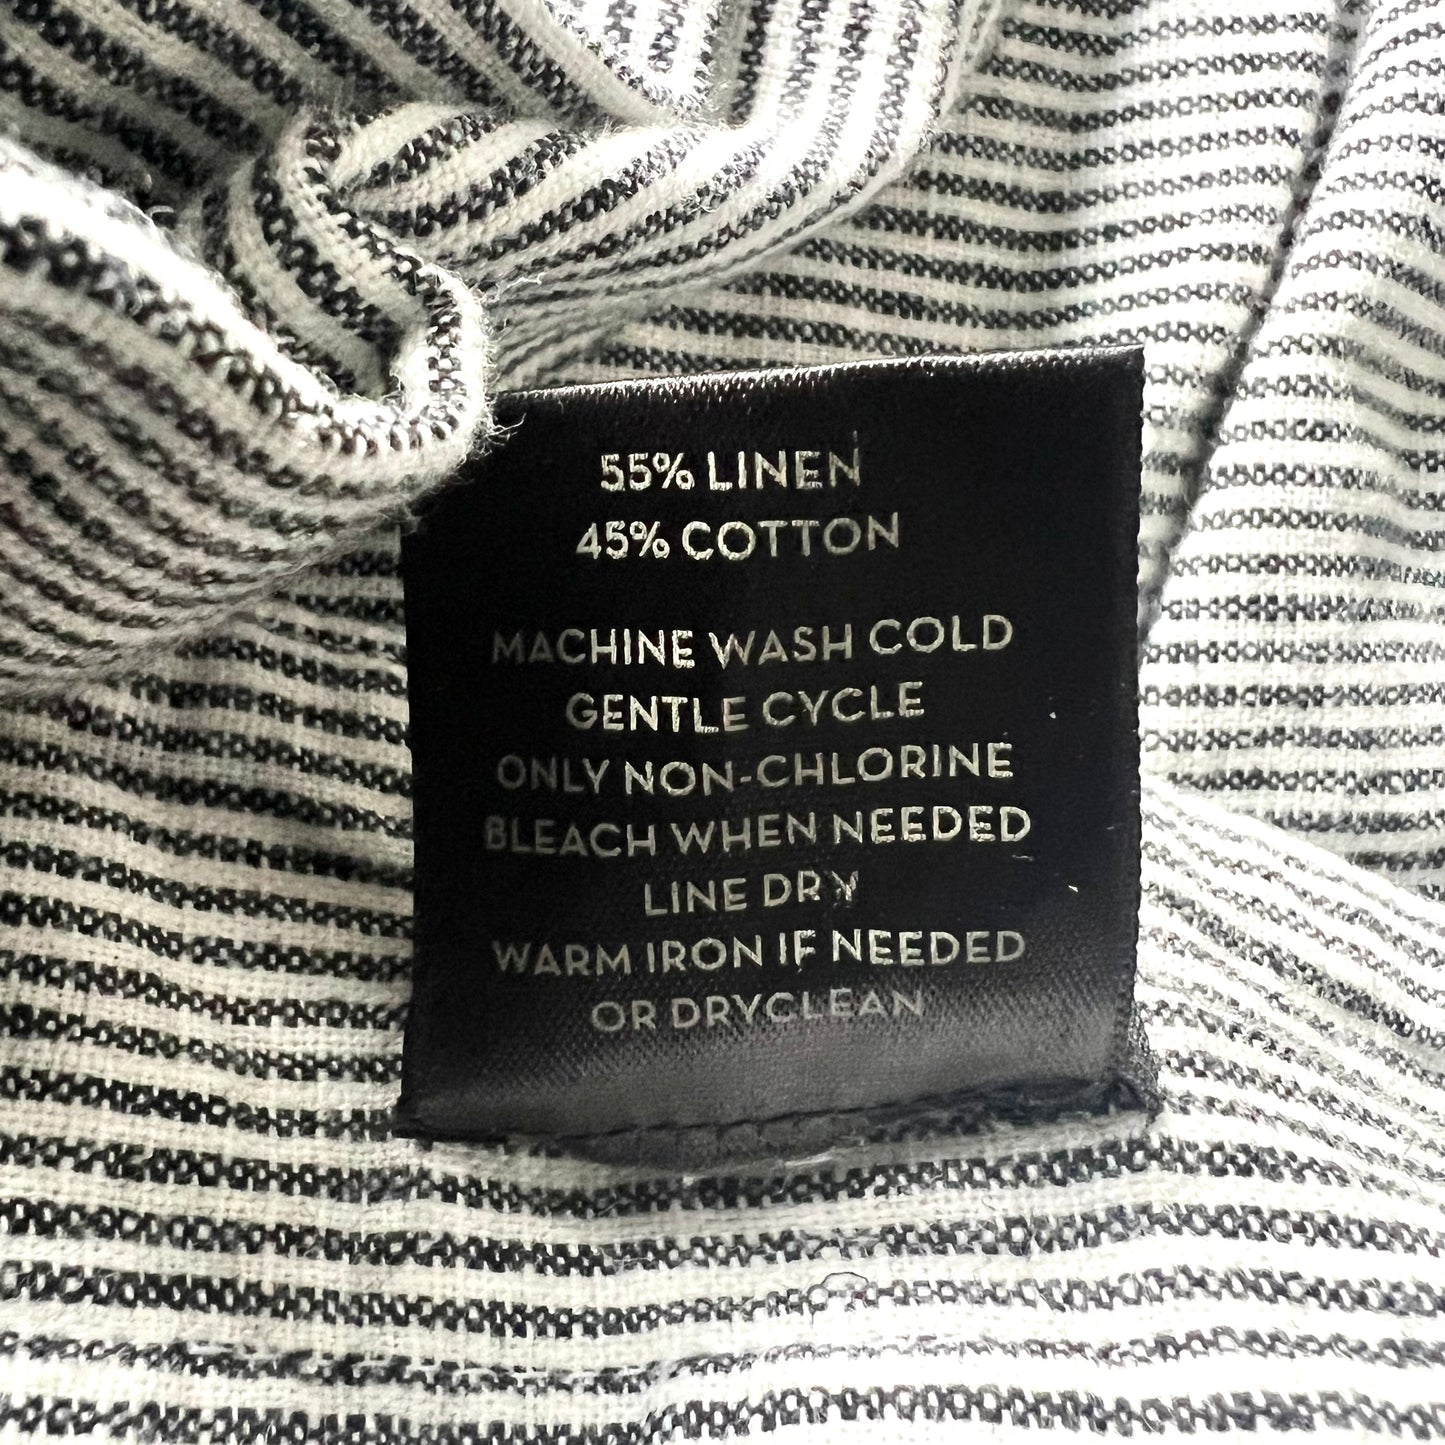 55% LINEN
45% COTTON
MACHINE WASH COLD
GENTLE CYCLE
ONLY NON-CHLORINE
BLEACH WHEN NEEDED
LINE DRY
WARM IRON IF NEEDED
OR DRYCLEAN